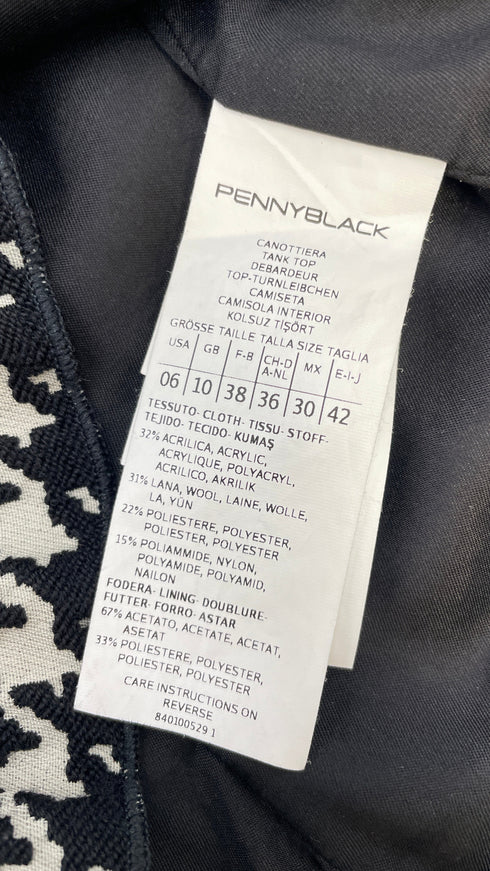 PENNYBLACK
CANOTTIERA
TANK TOP
DEBARDEUR
TOP-TURNLEIBCHEN
CAMISETA
CAMISOLA INTERIOR
KOLSUZ TİŞÖRT
GRÖSSE TAILLE TALLA SIZE TAGLIA
USA GB F-B CH-D A-NL MX E-I-J
06 10 38 36 30 42
TESSUTO- CLOTH- TISSU- STOFF-
TEJIDO- TECIDO- KUMAŞ
32% ACRILICA, ACRYLIC,
ACRYLIQUE, POLYACRYL,
ACRILICO, AKRILIK
31% LANA, WOOL, LAINE, WOLLE,
LA, YÜN
22% POLIESTERE, POLYESTER,
POLIESTER, POLYESTER
15% POLIAMMIDE, NYLON,
POLYAMIDE, POLYAMID,
NAILON
FODERA- LINING- DOUBLURE-
FUTTER- FORRO- ASTAR
67% ACETATO, ACETATE, ACETAT,
ASETAT
33% POLIESTERE, POLYESTER,
POLIESTER, POLYESTER
CARE INSTRUCTIONS ON
REVERSE
840100529 1